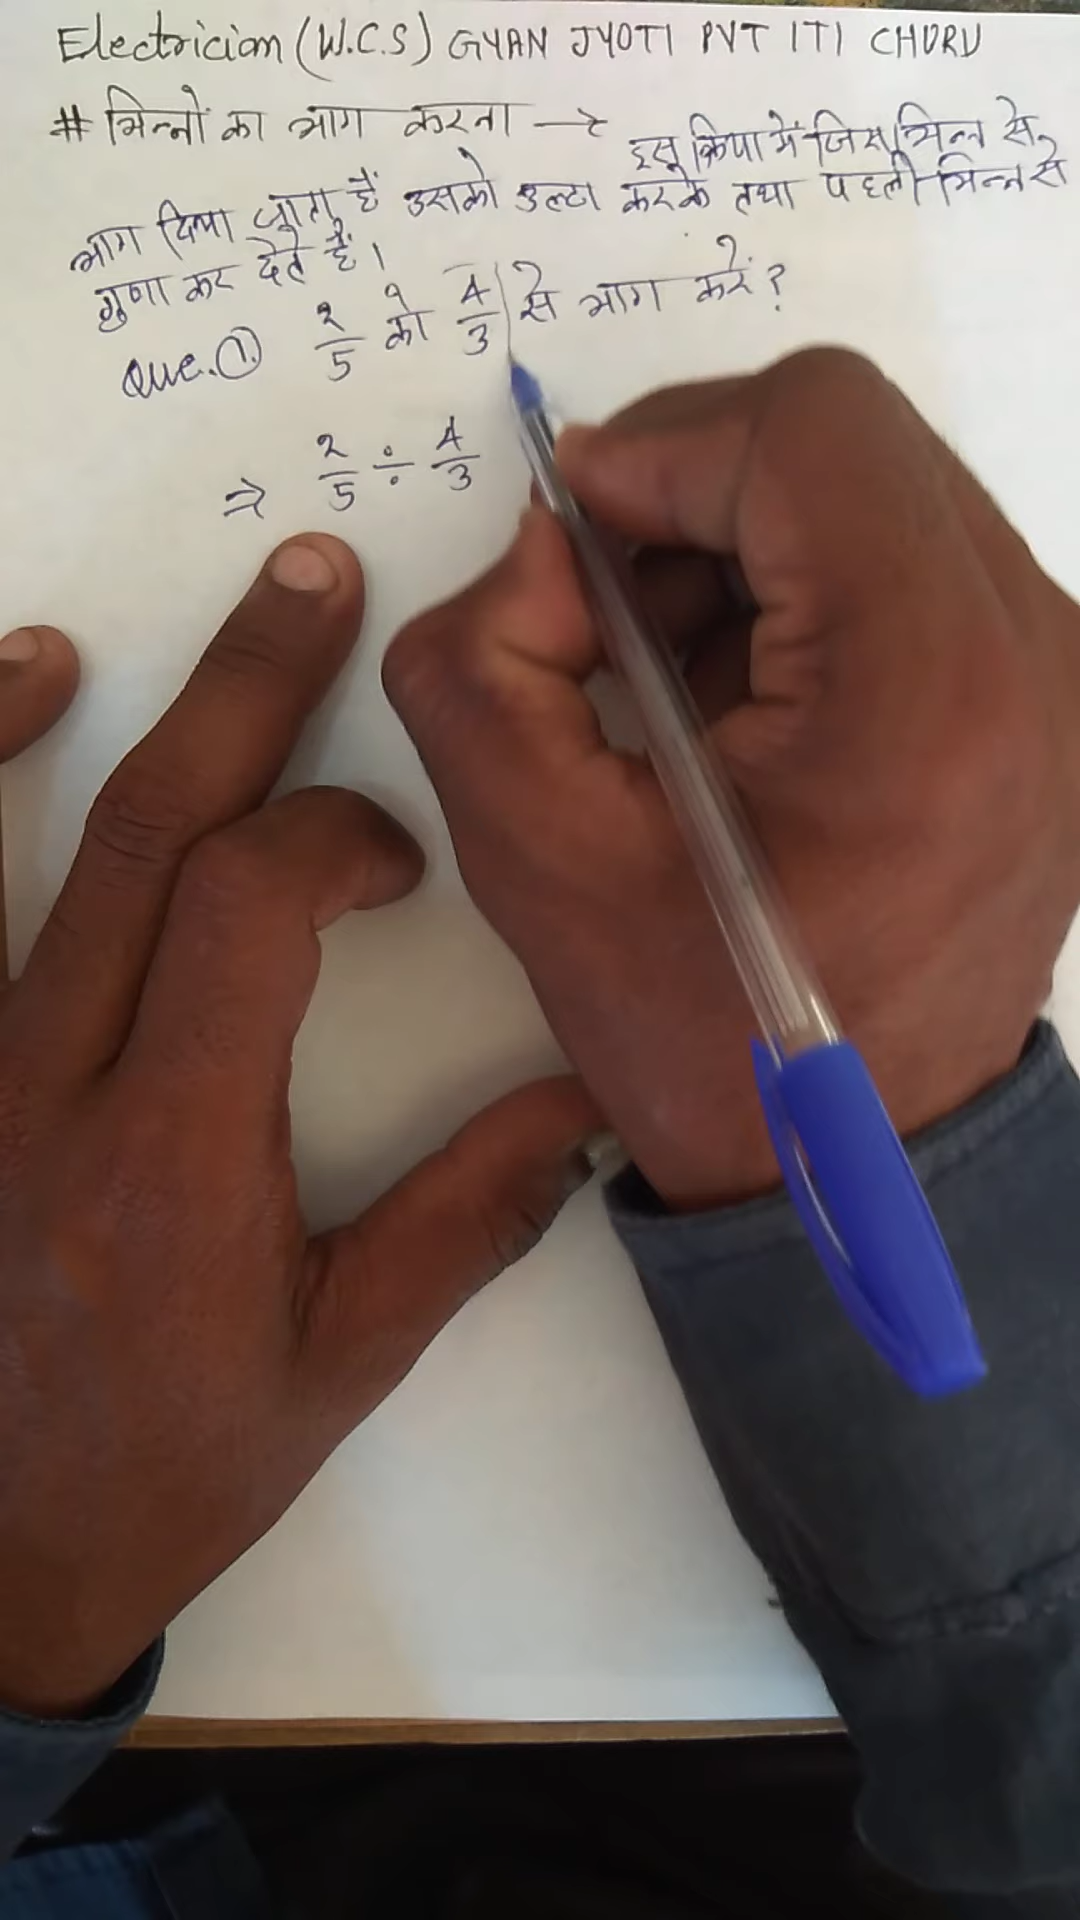 Electrician (W.C.S) GYAN JYOTI PVT ITI CHURU
# भिन्नों का भाग करना → इस क्रिया में जिस भिन्न से
भाग दिया जाता हैं उसको उल्टा करके तथा पहली भिन्न से
गुणा कर देते हैं।
Que.① 2/5 को 4/3 से भाग करें?
⇒ 2/5 ÷ 4/3